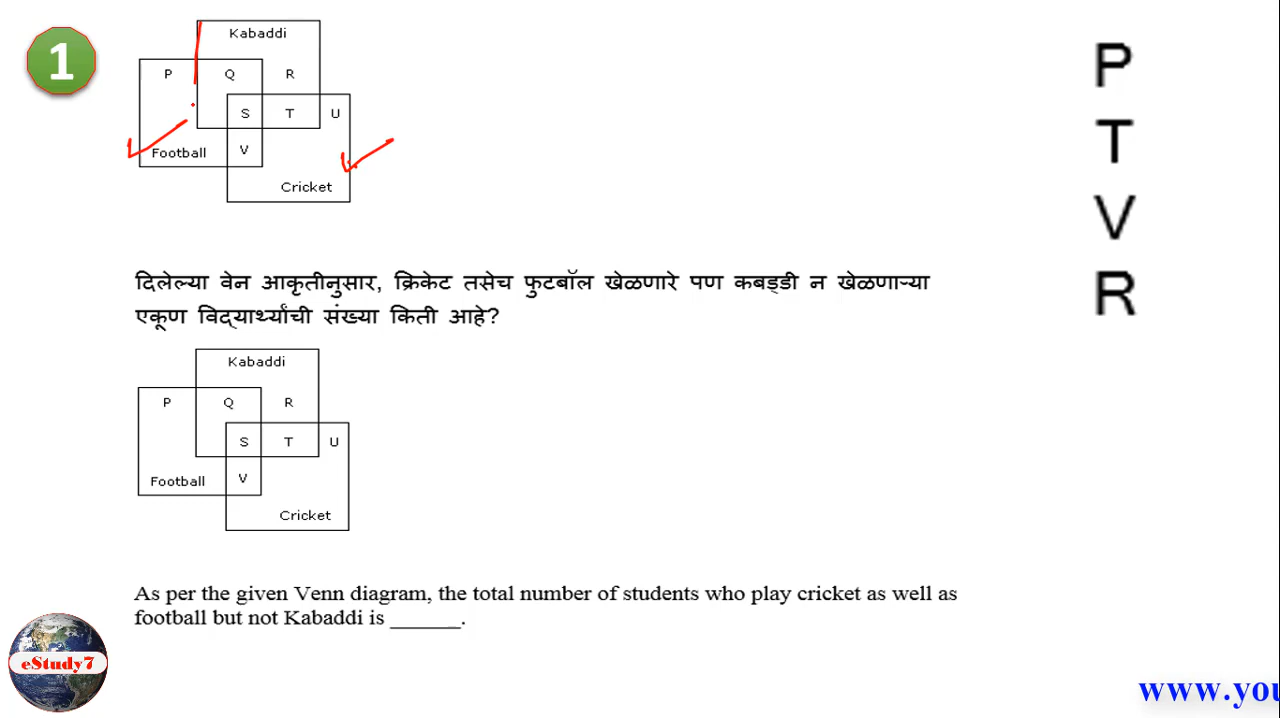 1
Kabaddi
P Q R
S T U
Football V
Cricket
P
T
V
R
दिलेल्या वेन आकृतीनुसार, क्रिकेट तसेच फुटबॉल खेळणारे पण कबड्डी न खेळणाऱ्या
एकूण विद्यार्थ्यांची संख्या किती आहे?
Kabaddi
P Q R
S T U
Football V
Cricket
As per the given Venn diagram, the total number of students who play cricket as well as
football but not Kabaddi is ______.
eStudy7
www.you